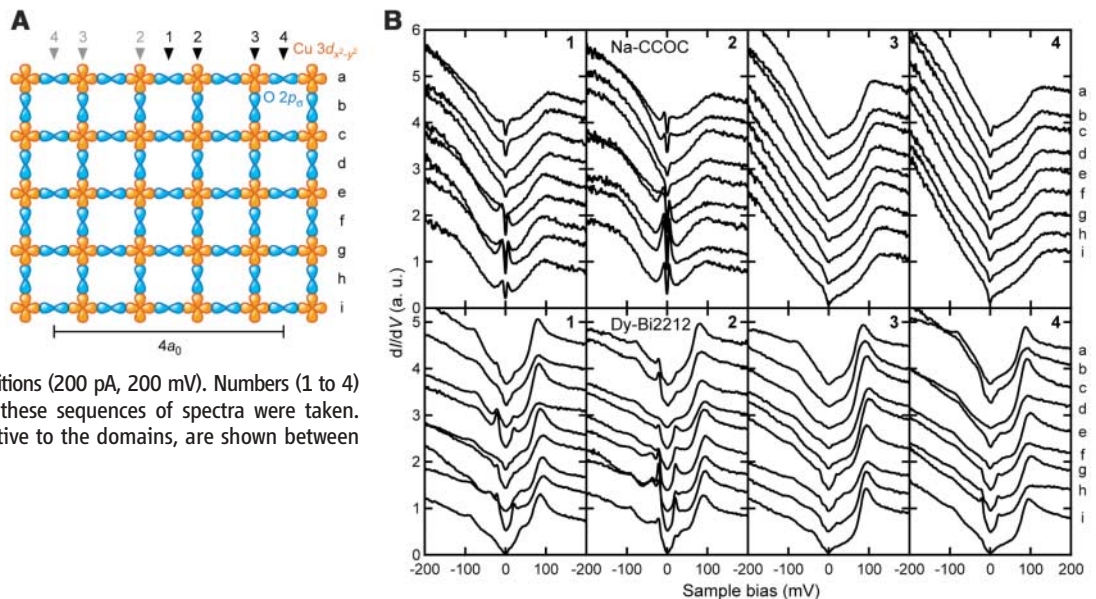 A
4 3 2 1 2 3 4
Cu 3dx²-y²
O 2pσ
a
b
c
d
e
f
g
h
i
4a₀
itions (200 pA, 200 mV). Numbers (1 to 4)
these sequences of spectra were taken.
tive to the domains, are shown between
B
dI/dV (a. u.)
6
5
4
3
2
1
0
1 Na-CCOC 2 3 4
a
b
c
d
e
f
g
h
i
5
4
3
2
1
0
1 Dy-Bi2212 2 3 4
a
b
c
d
e
f
g
h
i
-200 -100 0 100 -200 -100 0 100 -200 -100 0 100 -200 -100 0 100 200
Sample bias (mV)